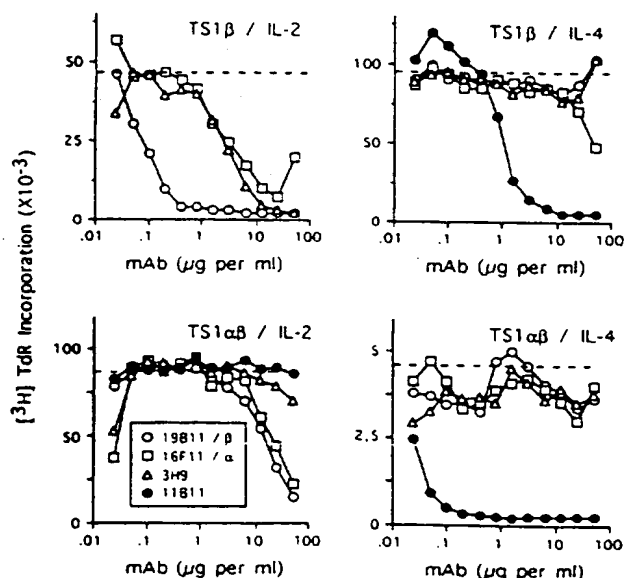 TS1β / IL-2
TS1β / IL-4
50
25
0
.01 .1 1 10 100
mAb (µg per ml)
100
50
0
.01 .1 1 10 100
mAb (µg per ml)
[³H] TdR Incorporation (X10-³)
TS1αβ / IL-2
TS1αβ / IL-4
100
50
0
19B11 / β
16F11 / α
3H9
11B11
.01 .1 1 10 100
mAb (µg per ml)
5
2.5
0
.01 .1 1 10 100
mAb (µg per ml)